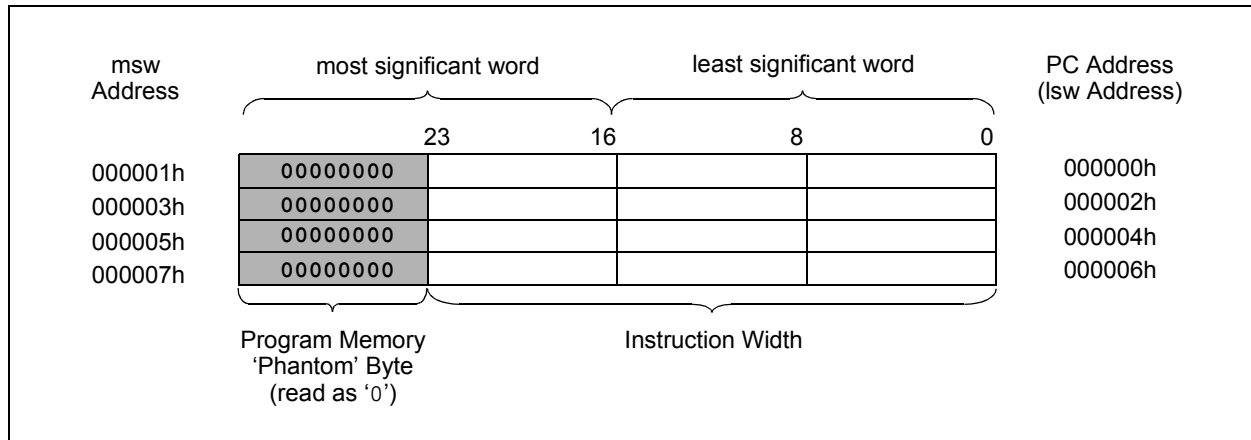 msw
Address
most significant word
least significant word
PC Address
(lsw Address)
23
16
8
0
000001h
00000000
000000h
000003h
00000000
000002h
000005h
00000000
000004h
000007h
00000000
000006h
Program Memory
‘Phantom’ Byte
(read as ‘0’)
Instruction Width